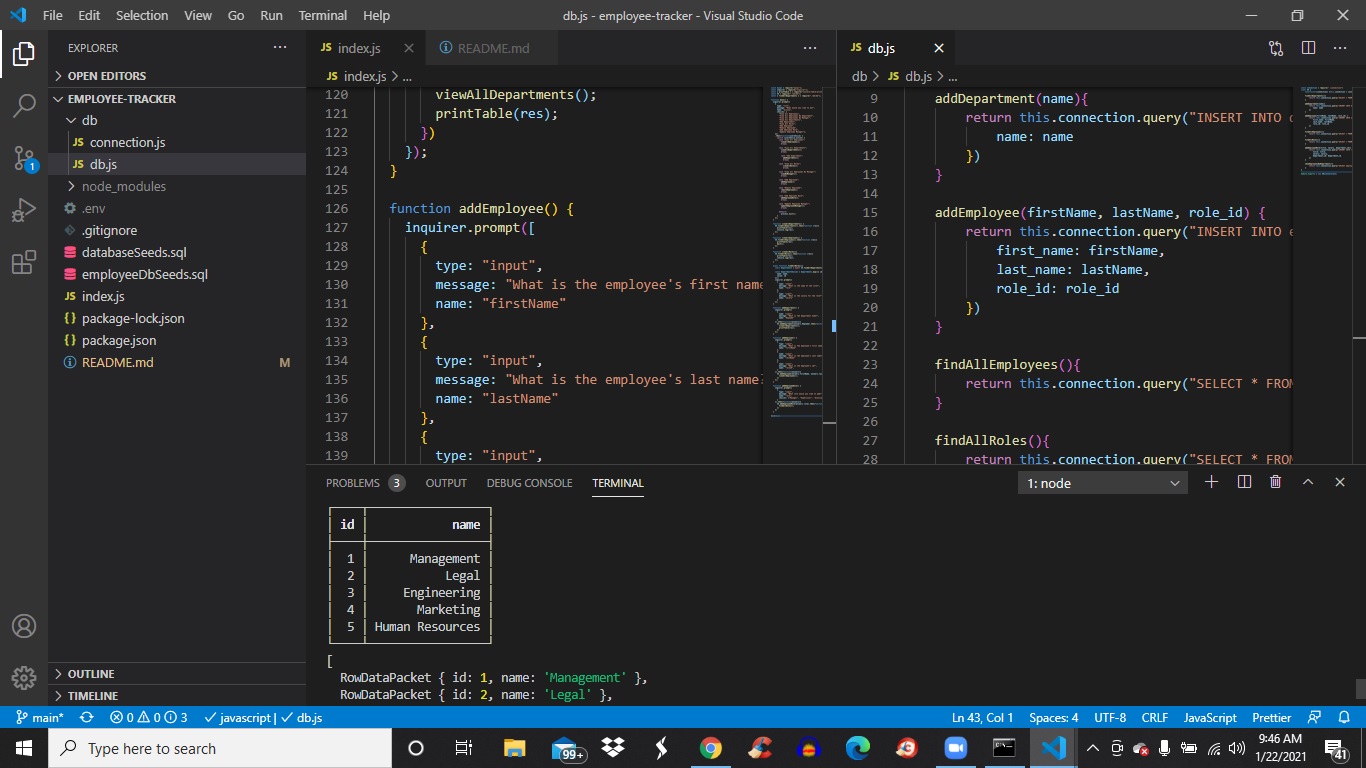 File Edit Selection View Go Run Terminal Help
db.js - employee-tracker - Visual Studio Code
EXPLORER
OPEN EDITORS
EMPLOYEE-TRACKER
db
JS connection.js
JS db.js
node_modules
.env
.gitignore
databaseSeeds.sql
employeeDbSeeds.sql
JS index.js
{} package-lock.json
{} package.json
README.md M
OUTLINE
TIMELINE
1
JS index.js
README.md
JS index.js > ...
120 viewAllDepartments();
121 printTable(res);
122 })
123 });
124 }
125
126 function addEmployee() {
127 inquirer.prompt([
128 {
129 type: "input",
130 message: "What is the employee's first name
131 name: "firstName"
132 },
133 {
134 type: "input",
135 message: "What is the employee's last name?
136 name: "lastName"
137 },
138 {
139 type: "input",
JS db.js
db > JS db.js > ...
9 addDepartment(name){
10 return this.connection.query("INSERT INTO
11 name: name
12 })
13 }
14
15 addEmployee(firstName, lastName, role_id) {
16 return this.connection.query("INSERT INTO e
17 first_name: firstName,
18 last_name: lastName,
19 role_id: role_id
20 })
21 }
22
23 findAllEmployees(){
24 return this.connection.query("SELECT * FROM
25 }
26
27 findAllRoles(){
28 return this.connection.query("SELECT * FROM
PROBLEMS 3 OUTPUT DEBUG CONSOLE TERMINAL
1: node
id name
1 Management
2 Legal
3 Engineering
4 Marketing
5 Human Resources
[
RowDataPacket { id: 1, name: 'Management' },
RowDataPacket { id: 2, name: 'Legal' },
main* 0 0 3 javascript | db.js
Ln 43, Col 1 Spaces: 4 UTF-8 CRLF JavaScript Prettier
Type here to search
99+
9:46 AM
1/22/2021
41